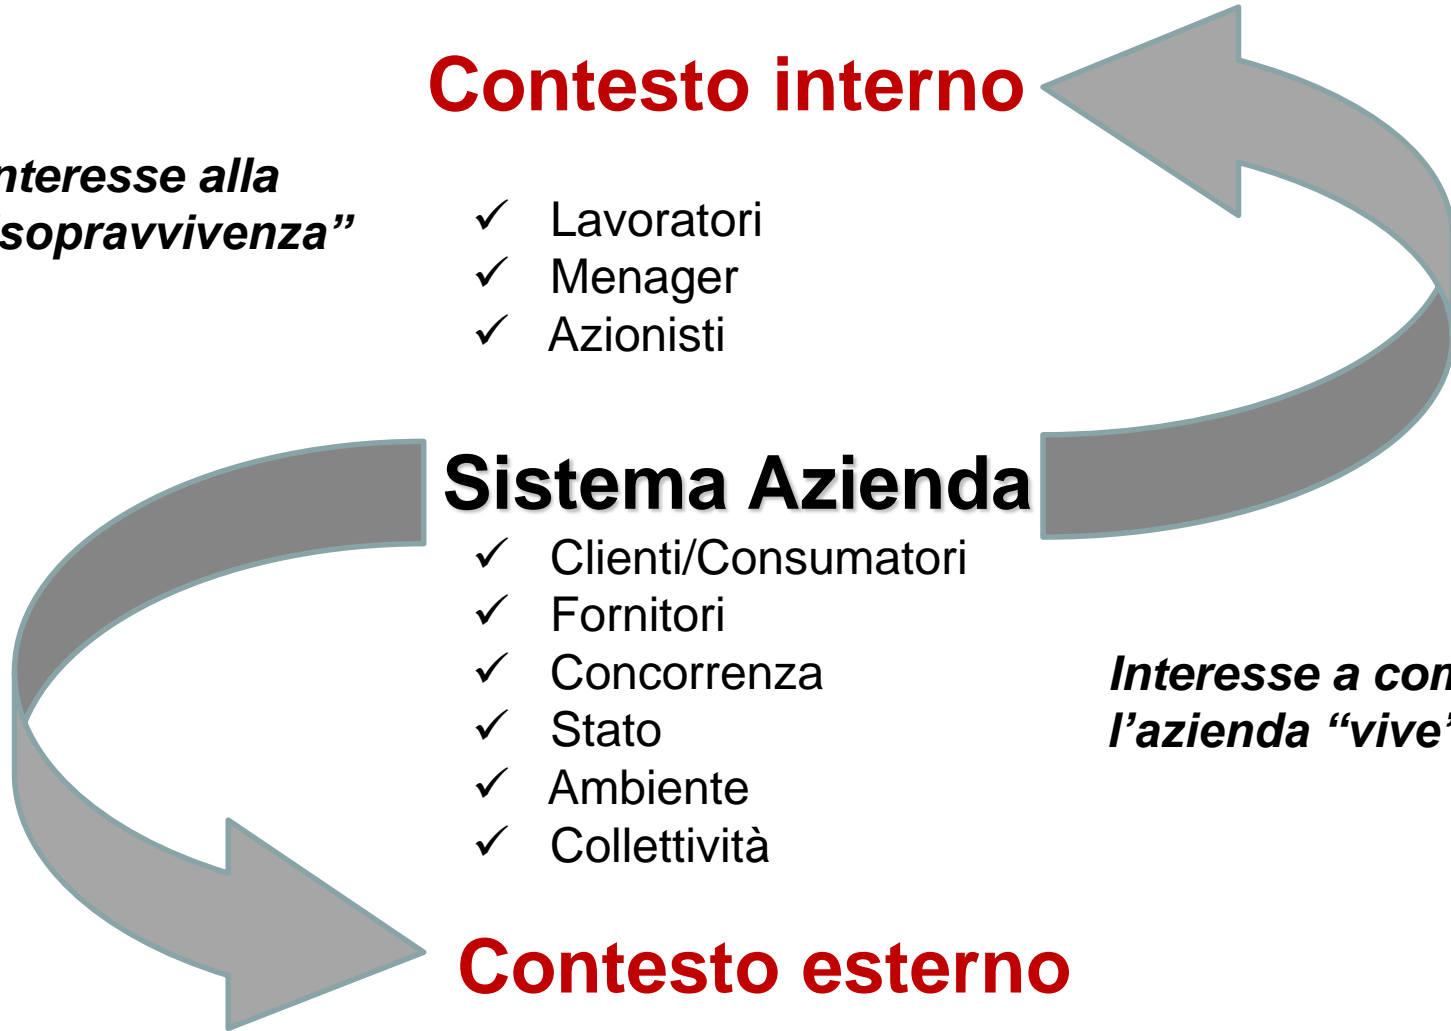 Contesto interno
nteresse alla
“sopravvivenza”
✓ Lavoratori
✓ Menager
✓ Azionisti
Sistema Azienda
✓ Clienti/Consumatori
✓ Fornitori
✓ Concorrenza
✓ Stato
✓ Ambiente
✓ Collettività
Interesse a
l’azienda “vive”
Contesto esterno